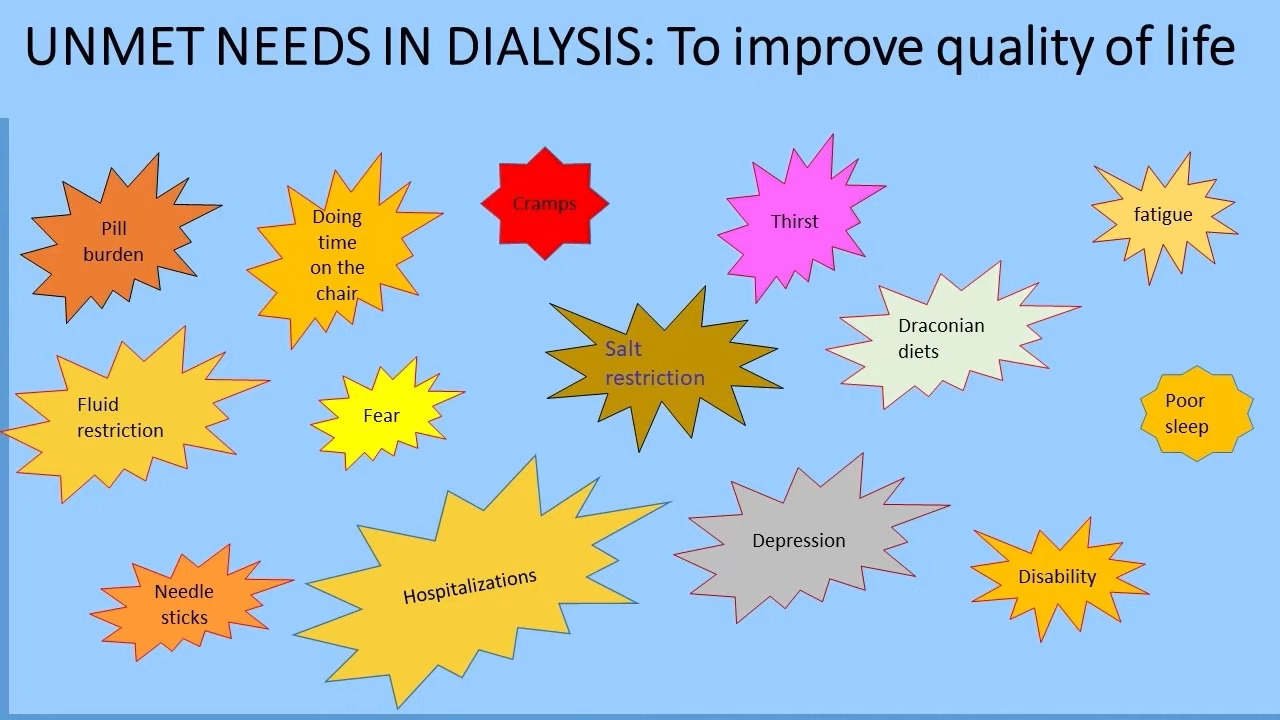 UNMET NEEDS IN DIALYSIS: To improve quality of life
Pill
burden
Doing
time
on the
chair
Cramps
Thirst
fatigue
Fluid
restriction
Fear
Salt
restriction
Draconian
diets
Poor
sleep
Needle
sticks
Hospitalizations
Depression
Disability